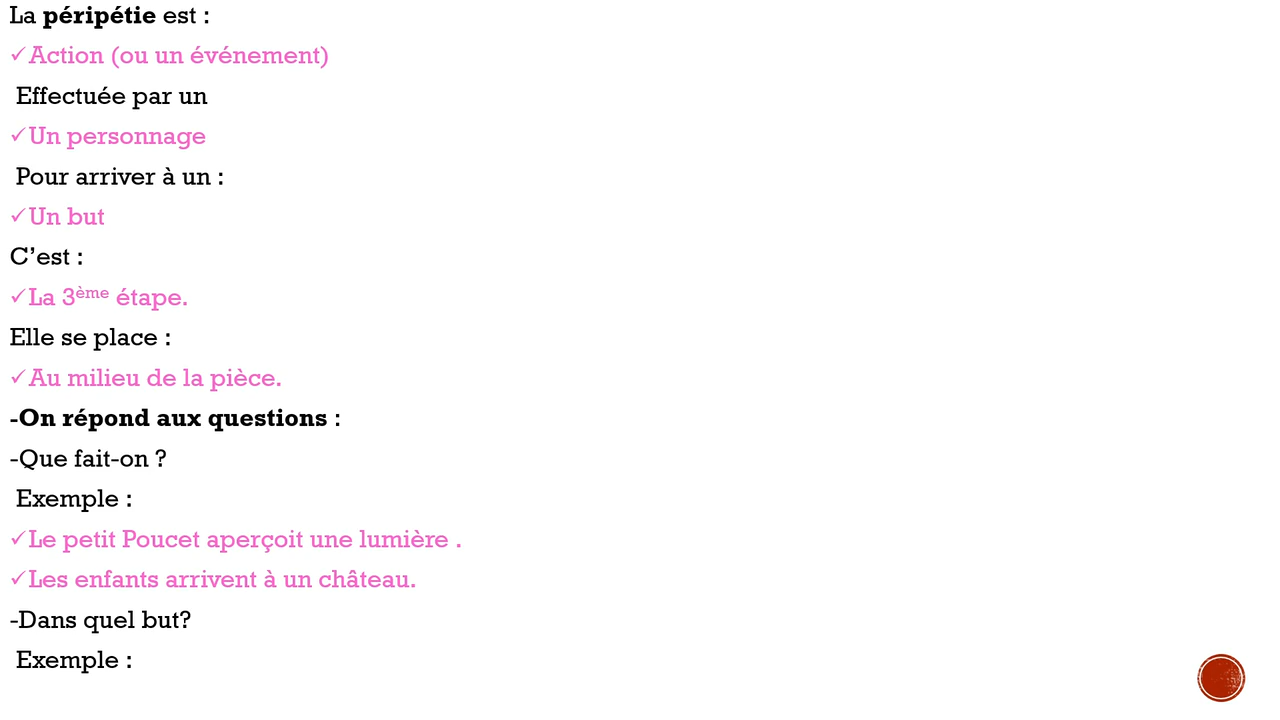 La péripétie est :
✓Action (ou un événement)
Effectuée par un
✓Un personnage
Pour arriver à un :
✓Un but
C’est :
✓La 3ème étape.
Elle se place :
✓Au milieu de la pièce.
-On répond aux questions :
-Que fait-on ?
Exemple :
✓Le petit Poucet aperçoit une lumière .
✓Les enfants arrivent à un château.
-Dans quel but?
Exemple :